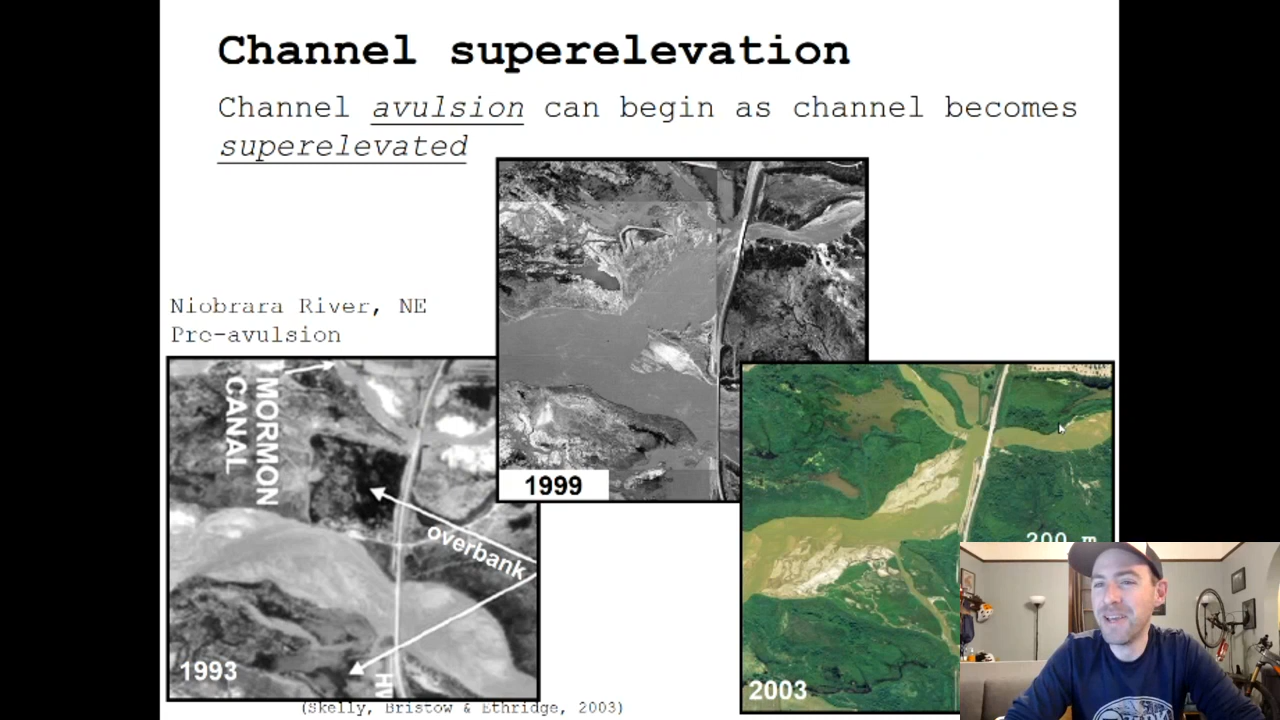 Channel superelevation
Channel avulsion can begin as channel becomes
superelevated
Niobrara River, NE
Pre-avulsion
MORMON
CANAL
overbank
1993
1999
200 m
2003
(Skelly, Bristow & Ethridge, 2003)